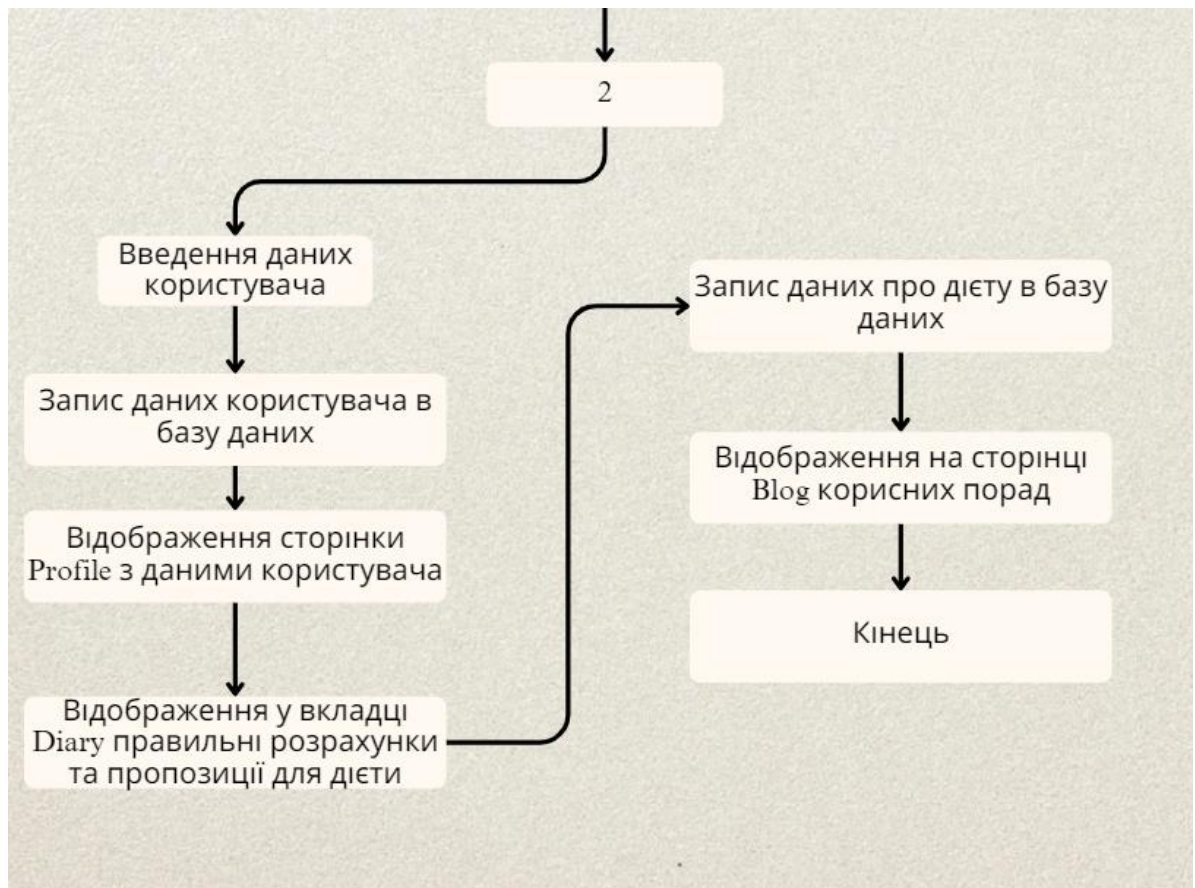 2
Введення даних
користувача
Запис даних користувача в
базу даних
Відображення сторінки
Profile з даними користувача
Відображення у вкладці
Diary правильні розрахунки
та пропозиції для дієти
Запис даних про дієту в базу
даних
Відображення на сторінці
Blog корисних порад
Кінець